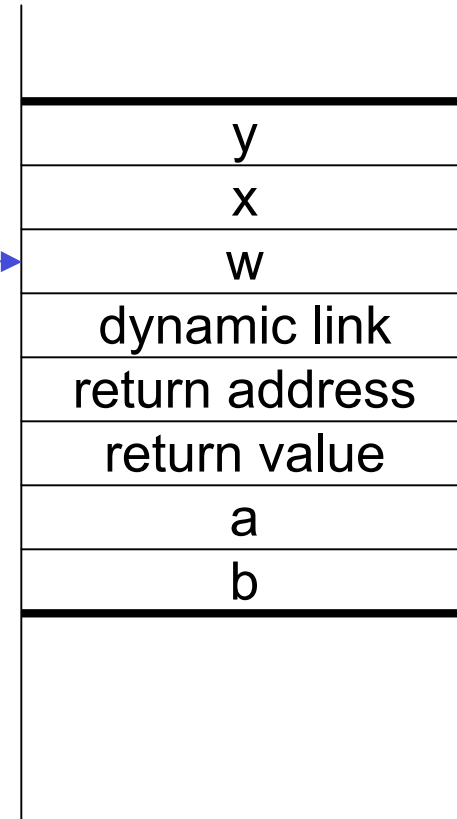 y
x
w
dynamic link
return address
return value
a
b